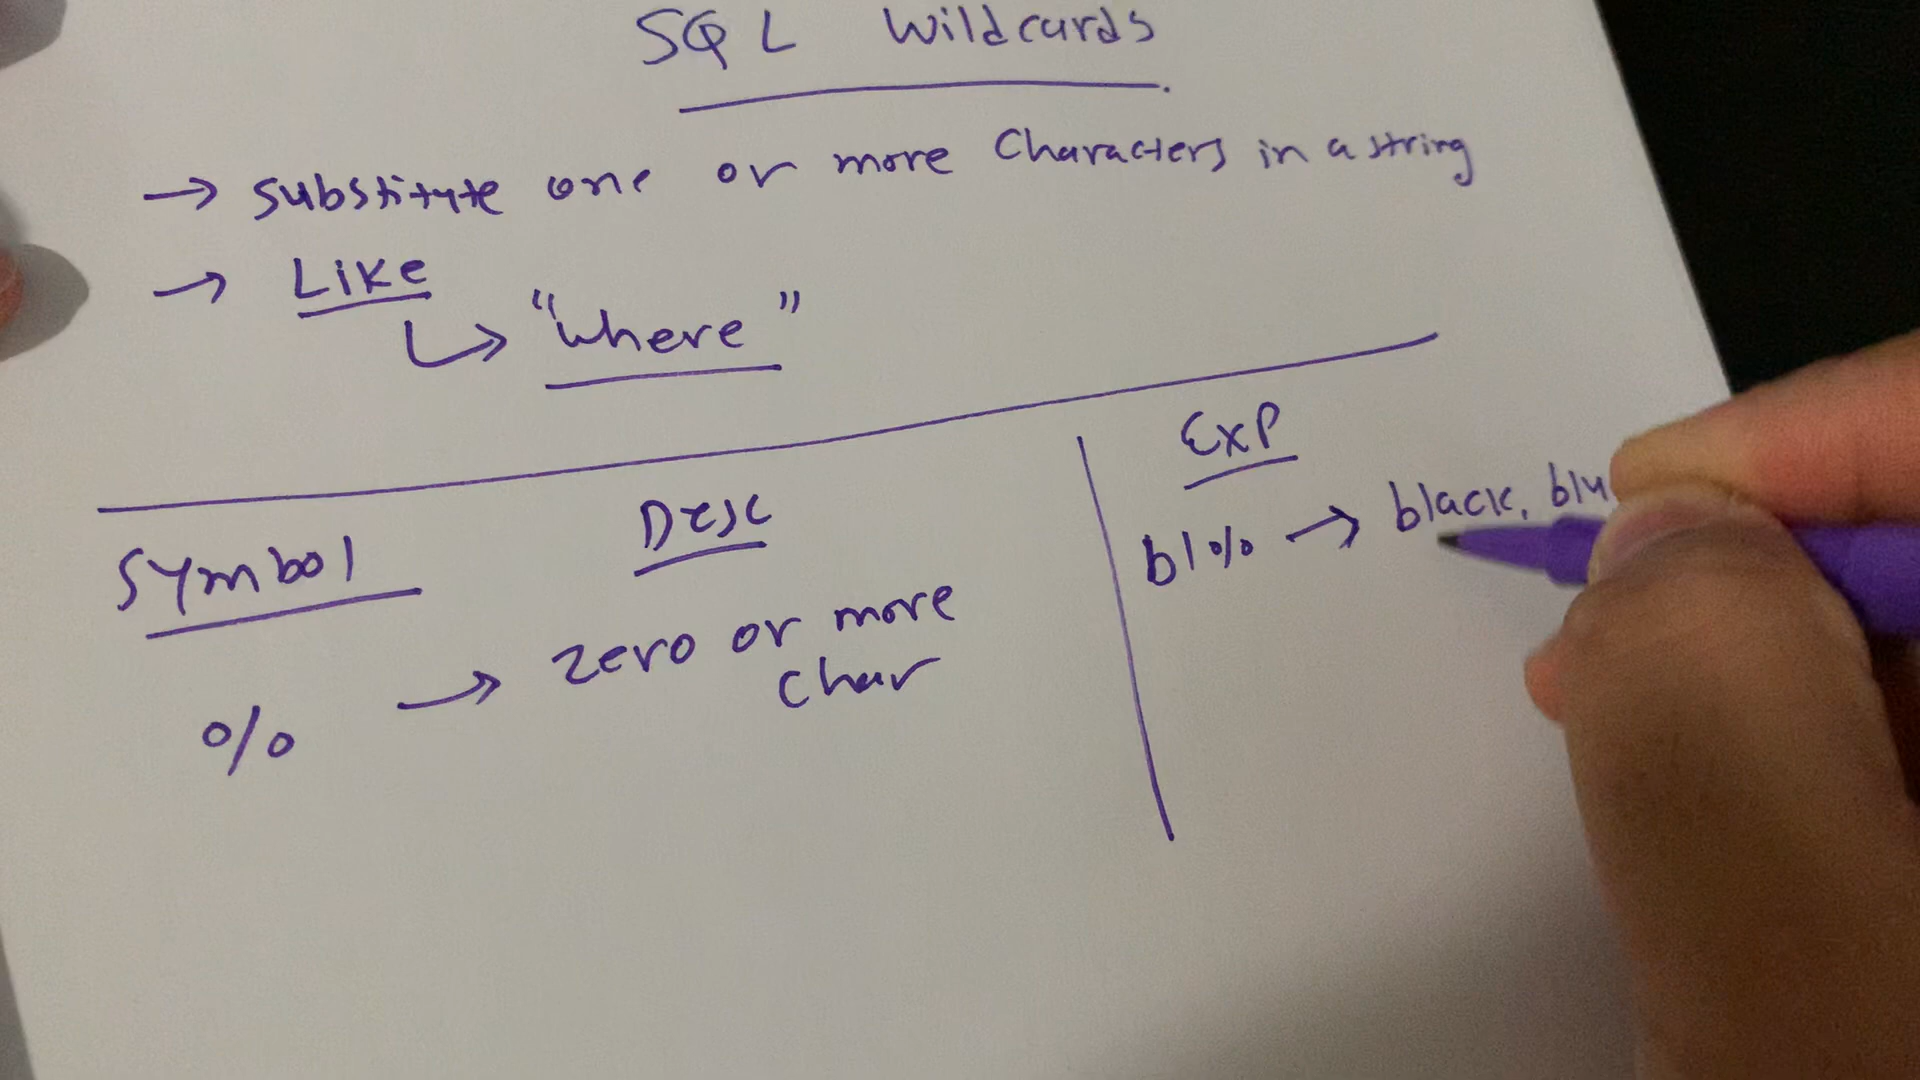 SQL Wildcards
→ substitute one or more Characters in a string
→ Like
↳ "where"
Symbol Desc Exp
% → zero or more
char
bl% → black, blu